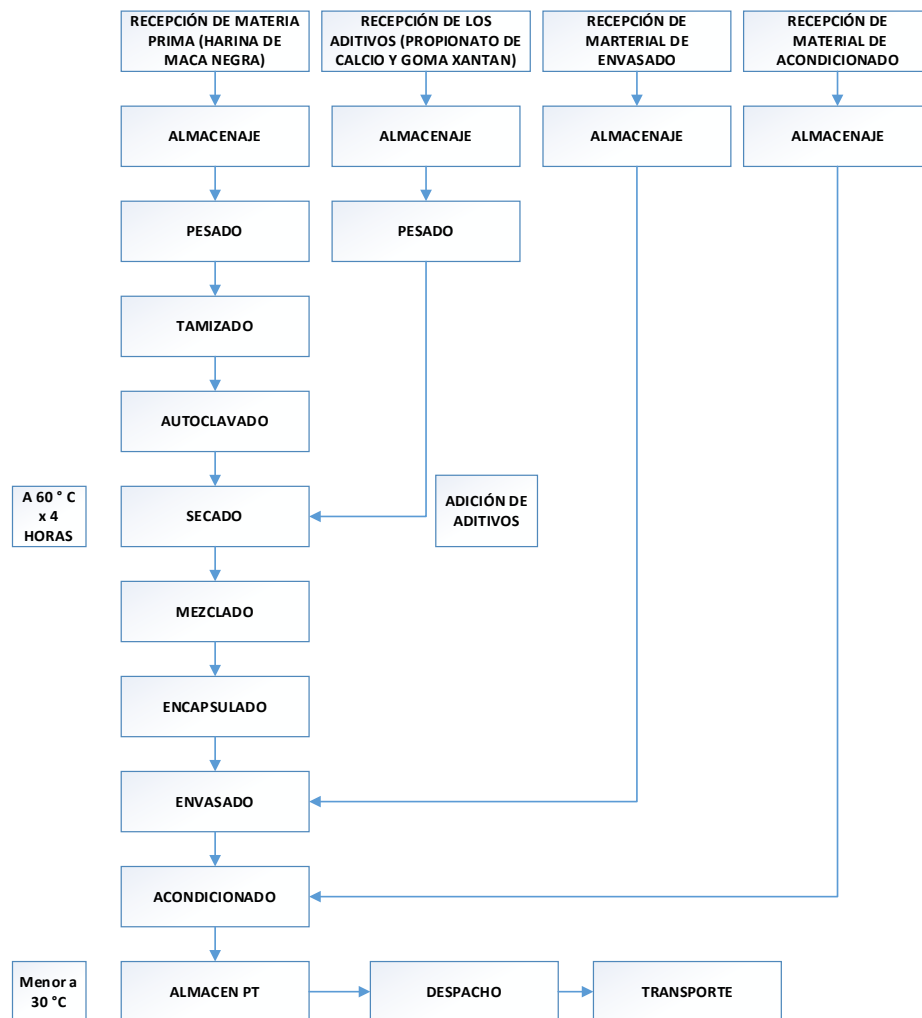 RECEPCIÓN DE MATERIA
PRIMA (HARINA DE
MACA NEGRA)
RECEPCIÓN DE LOS
ADITIVOS (PROPIONATO DE
CALCIO Y GOMA XANTAN)
RECEPCIÓN DE
MARTERIAL DE
ENVASADO
RECEPCIÓN DE
MATERIAL DE
ACONDICIONADO
ALMACENAJE
ALMACENAJE
ALMACENAJE
ALMACENAJE
PESADO
PESADO
TAMIZADO
AUTOCLAVADO
A 60 ° C
x 4
HORAS
SECADO
ADICIÓN DE
ADITIVOS
MEZCLADO
ENCAPSULADO
ENVASADO
ACONDICIONADO
Menor a
30 °C
ALMACEN PT
DESPACHO
TRANSPORTE